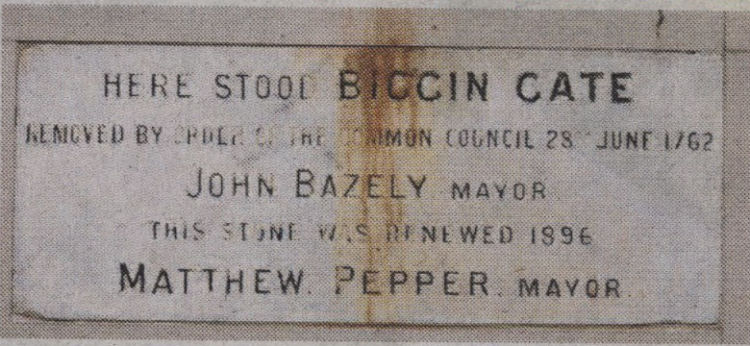 HERE STOOD BIGGIN GATE
REMOVED BY ORDER OF THE COMMON COUNCIL 28TH JUNE 1762
JOHN BAZELY MAYOR
THIS STONE WAS RENEWED 1896
MATTHEW. PEPPER. MAYOR.